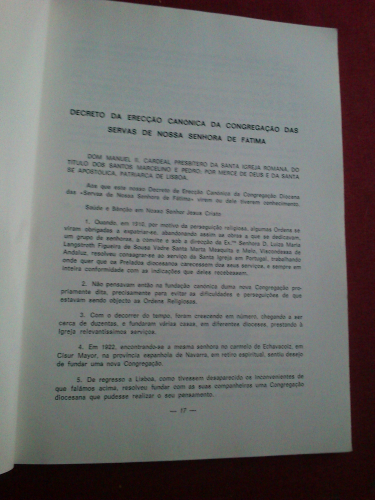 DECRETO DA ERECÇÃO CANONICA DA CONGREGAÇÃO DAS
SERVAS DE NOSSA SENHORA DE FATIMA
DOM MANUEL II, CARDEAL PRESBITERO DA SANTA IGREJA ROMANA, DO
TITULO DOS SANTOS MARCELINO E PEDRO, POR MERCE DE DEUS E DA SANTA
SE APOSTOLICA, PATRIARCA DE LISBOA.
Aos que este nosso Decreto da Erecção Canonica da Congregação Diocesana
das «Servas de Nossa Senhora de Fátima» virem ou dele tiverem conhecimento.
Saúde e Bênção em Nosso Senhor Jesus Cristo
1. Quando, em 1910, por motivo da perseguição religiosa, algumas Ordens se
viram obrigadas a expatriar-se, abandonando assim as obras a que se dedicavam,
um grupo de senhoras, a convite e sob a direcção da Ex.ma Senhora D. Luiza Maria
Langstroth Figueira de Sousa Vadre Santa Marta Mesquita e Melo, Viscondessa de
Andaluz, resolveu consagrar-se ao serviço da Santa Igreja em Portugal, trabalhando
onde quer que os Prelados diocesanos carecessem dos seus serviços, e sempre em
inteira conformidade com as indicações que deles recebessem.
2. Não pensavam então na fundação canónica duma nova Congregação pro-
priamente dita, precisamente para evitar as dificuldades e perseguições de que
estavam sendo objecto as Ordens Religiosas.
3. Com o decorrer do tempo, foram crescendo em número, chegando a ser
cerca de duzentas, e fundaram várias casas, em diferentes dioceses, prestando à
Igreja relevantíssimos serviços.
4. Em 1922, encontrando-se a mesma senhora no carmelo de Echavacoiz, em
Cizur Mayor, na província espanhola de Navarra, em retiro espiritual, sentiu desejo
de fundar uma nova Congregação.
5. De regresso a Lisboa, como tivessem desaparecido os inconvenientes de
que falámos acima, resolveu fundar com as suas companheiras uma Congregação
diocesana que pudesse realizar o seu pensamento.
— 17 —